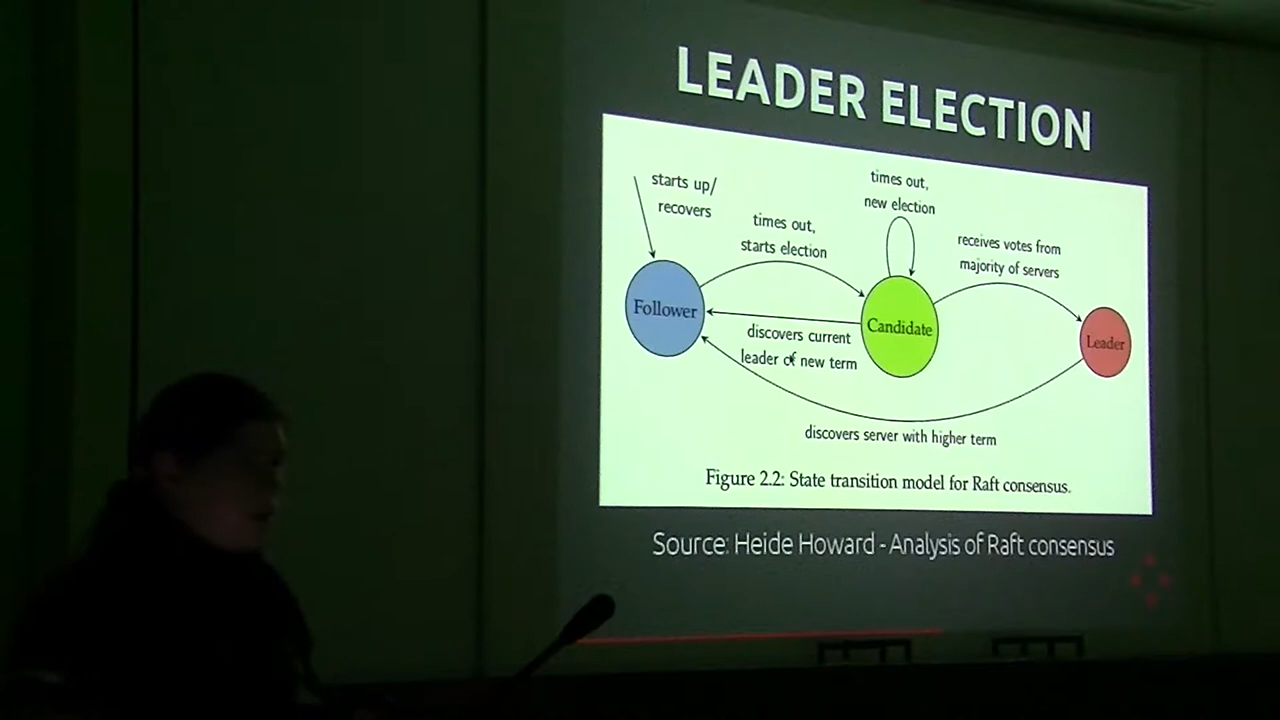 LEADER ELECTION
starts up/
recovers
times out,
starts election
times out,
new election
receives votes from
majority of servers
Follower
Candidate
Leader
discovers current
leader of new term
discovers server with higher term
Figure 2.2: State transition model for Raft consensus.
Source: Heide Howard - Analysis of Raft consensus